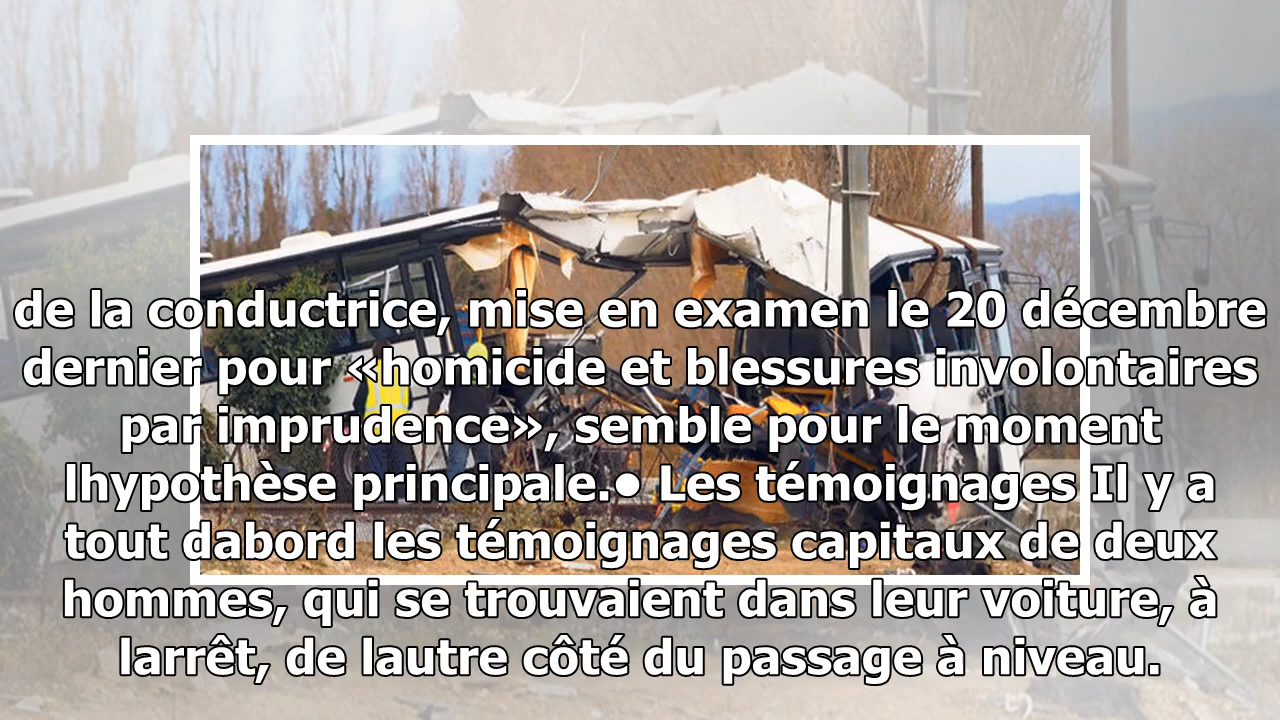 de la conductrice, mise en examen le 20 décembre
dernier pour «homicide et blessures involontaires
par imprudence», semble pour le moment
lhypothèse principale.● Les témoignages Il y a
tout dabord les témoignages capitaux de deux
hommes, qui se trouvaient dans leur voiture, à
larrêt, de lautre côté du passage à niveau.